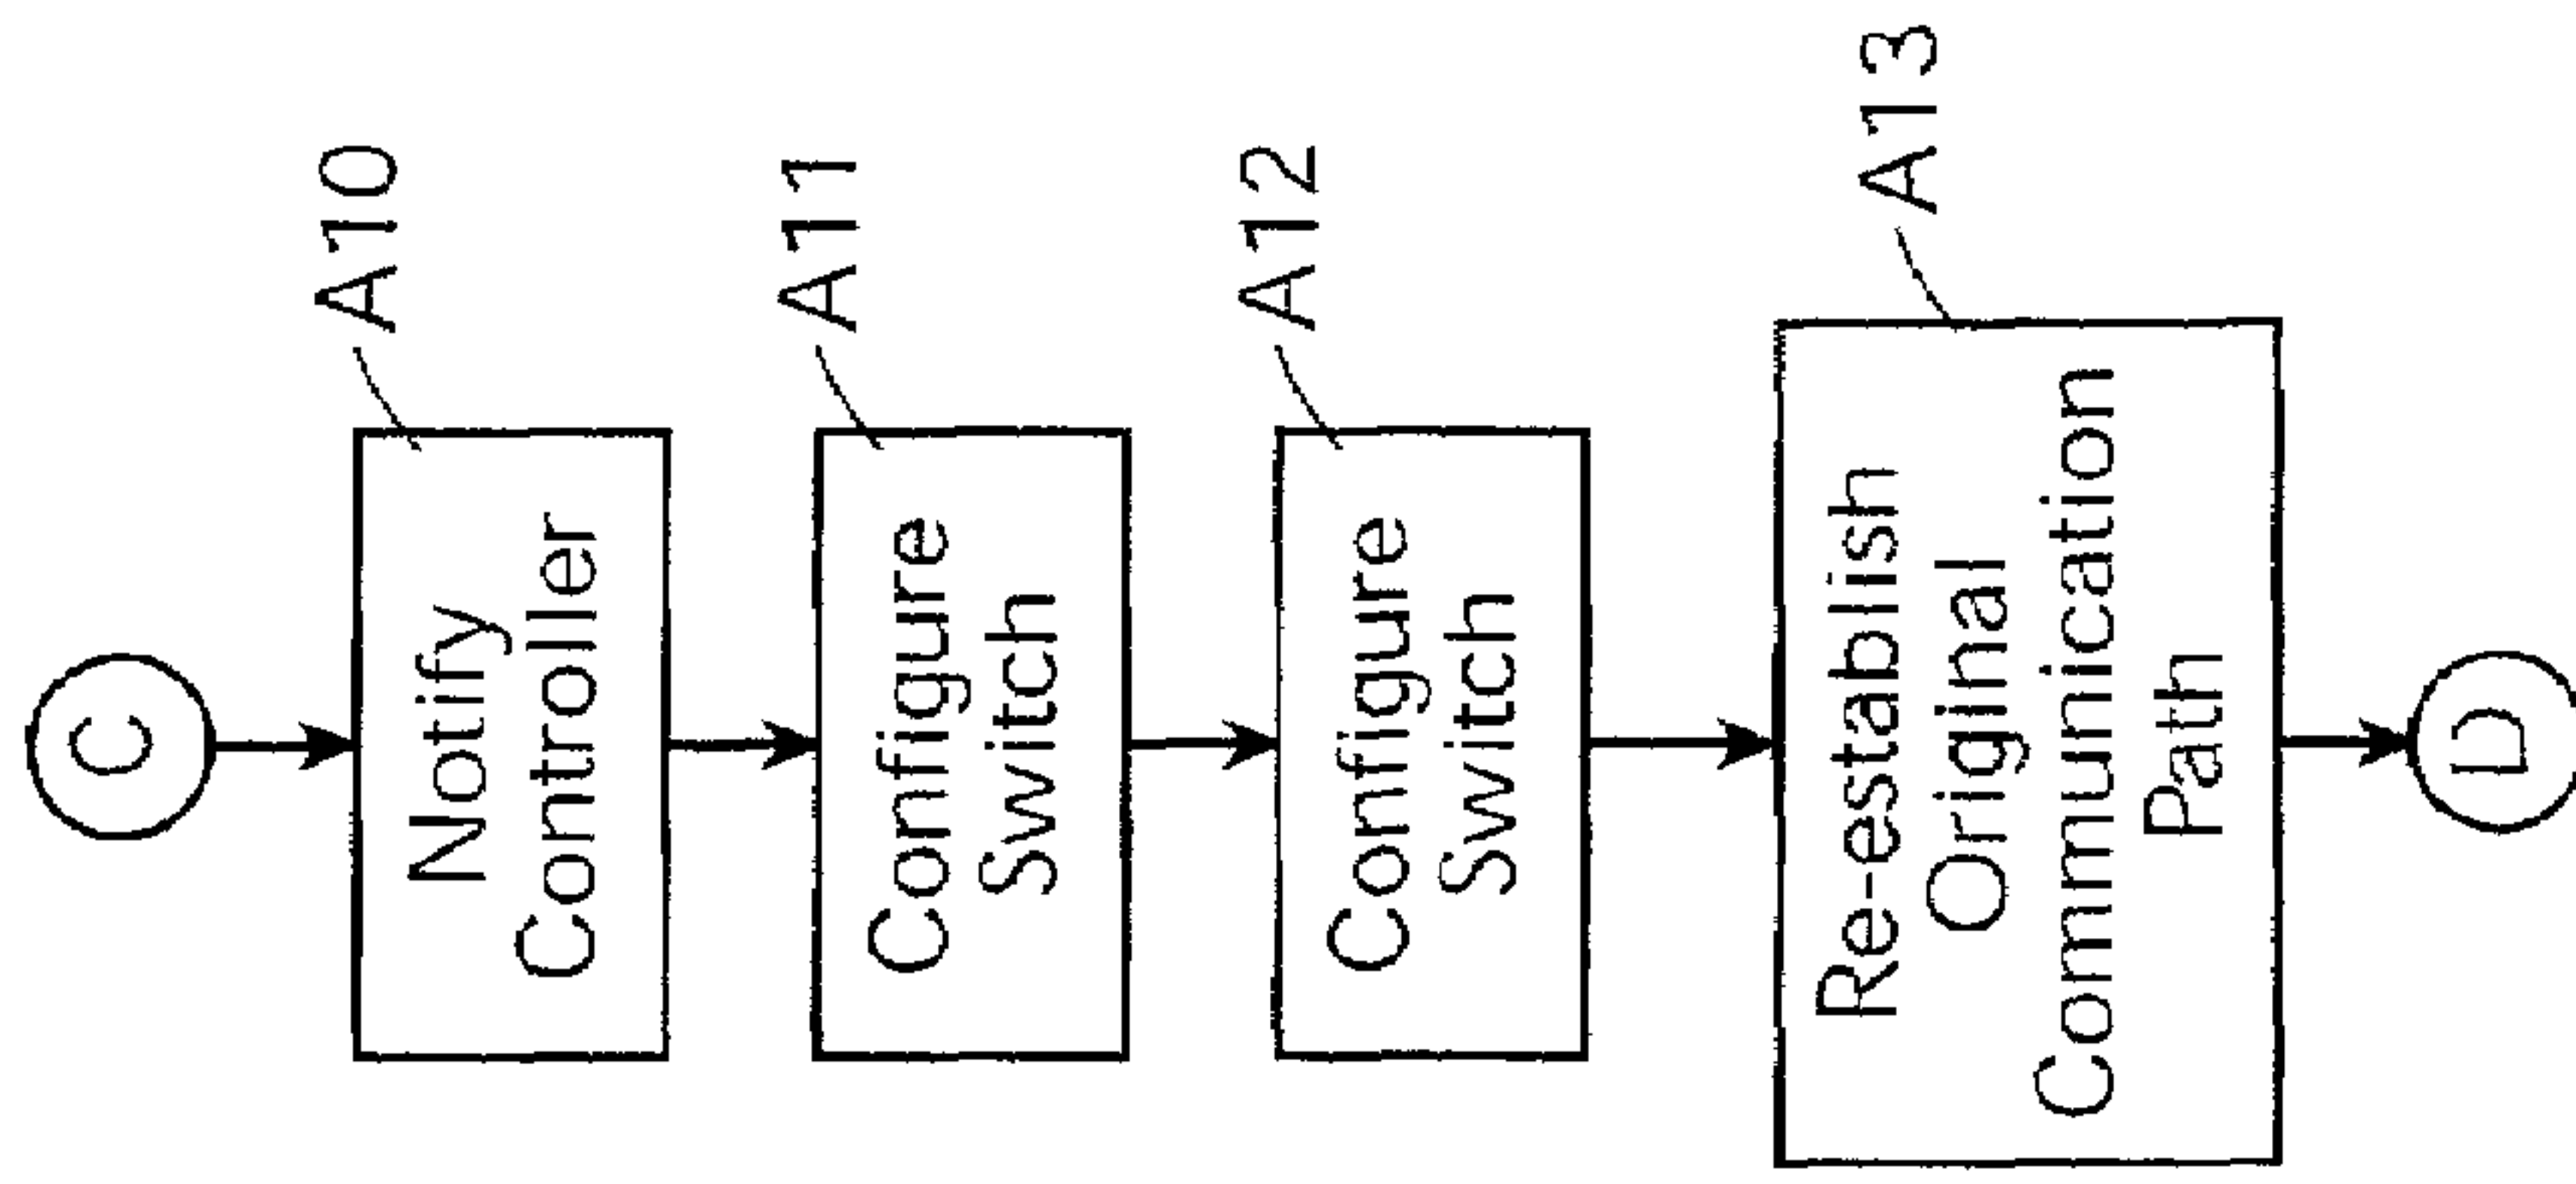 C
A10
Notify
Controller
A11
Configure
Switch
A12
Configure
Switch
A13
Re-establish
Original
Communication
Path
D